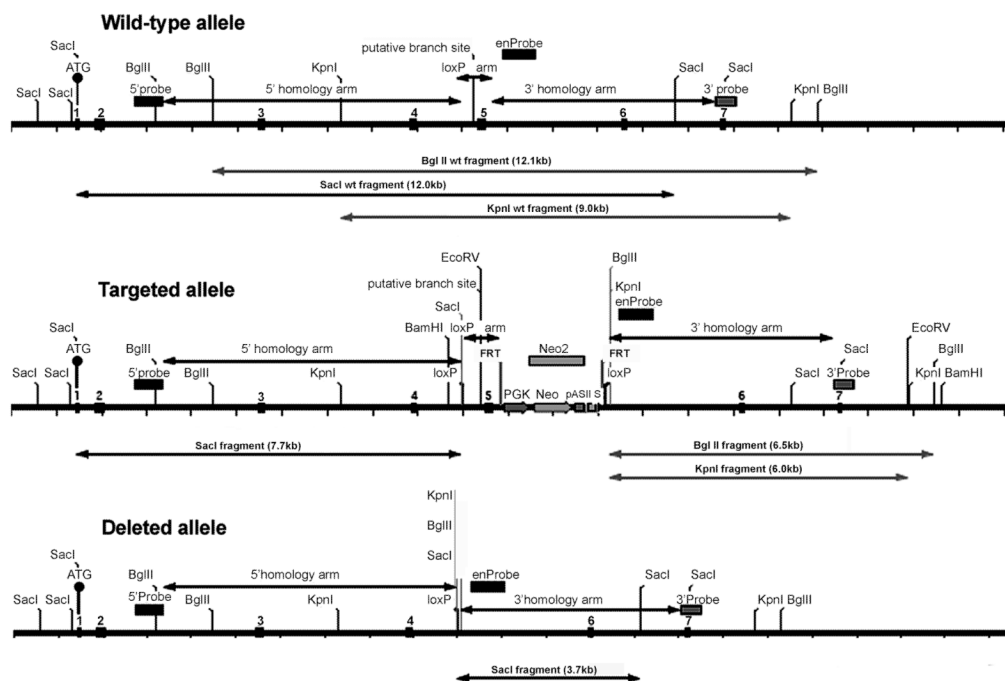 Wild-type allele
putative branch site
enProbe
SacI
ATG
BglII
BglII
KpnI
loxP arm
SacI
SacI
SacI SacI
5'probe
5' homology arm
3' homology arm
3' probe
KpnI BglII
1 2 3 4 5 6 7
Bgl II wt fragment (12.1kb)
SacI wt fragment (12.0kb)
KpnI wt fragment (9.0kb)
Targeted allele
EcoRV
putative branch site
BglII
KpnI
enProbe
SacI
SacI
ATG
BamHI loxP arm
BglII
5' homology arm
3' homology arm
EcoRV
FRT
Neo2
FRT
SacI
BglII
SacI SacI
5'probe
BglII
KpnI
loxP
loxP
SacI
3'Probe
KpnI BamHI
1 2 3 4 5 PGK Neo pASII S 6 7
SacI fragment (7.7kb)
Bgl II fragment (6.5kb)
KpnI fragment (6.0kb)
Deleted allele
KpnI
BglII
SacI
SacI
ATG
BglII
5'homology arm
enProbe
SacI
SacI
SacI SacI
5'Probe
BglII
KpnI
loxP
3'homology arm
3'Probe
KpnI BglII
1 2 3 4 6 7
SacI fragment (3.7kb)